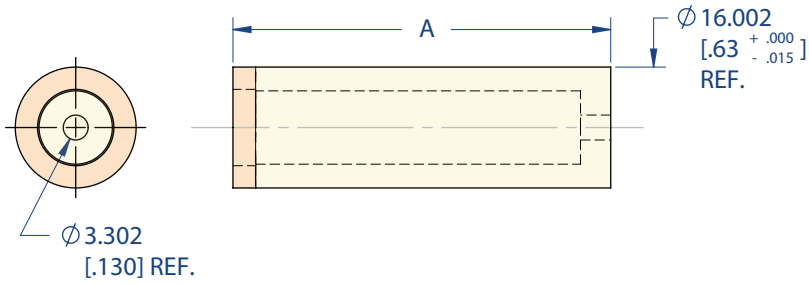 A
∅ 16.002
[.63 + .000 - .015 ]
REF.
∅ 3.302
[.130] REF.